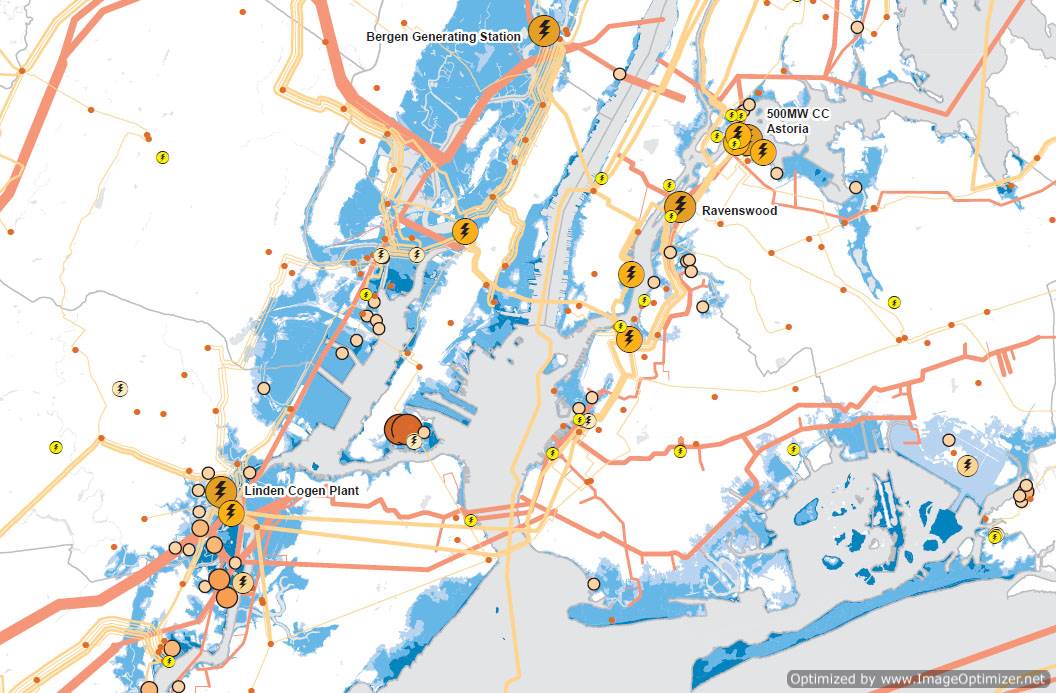 Bergen Generating Station
500MW CC
Astoria
Ravenswood
Linden Cogen Plant
Optimized by www.ImageOptimizer.net